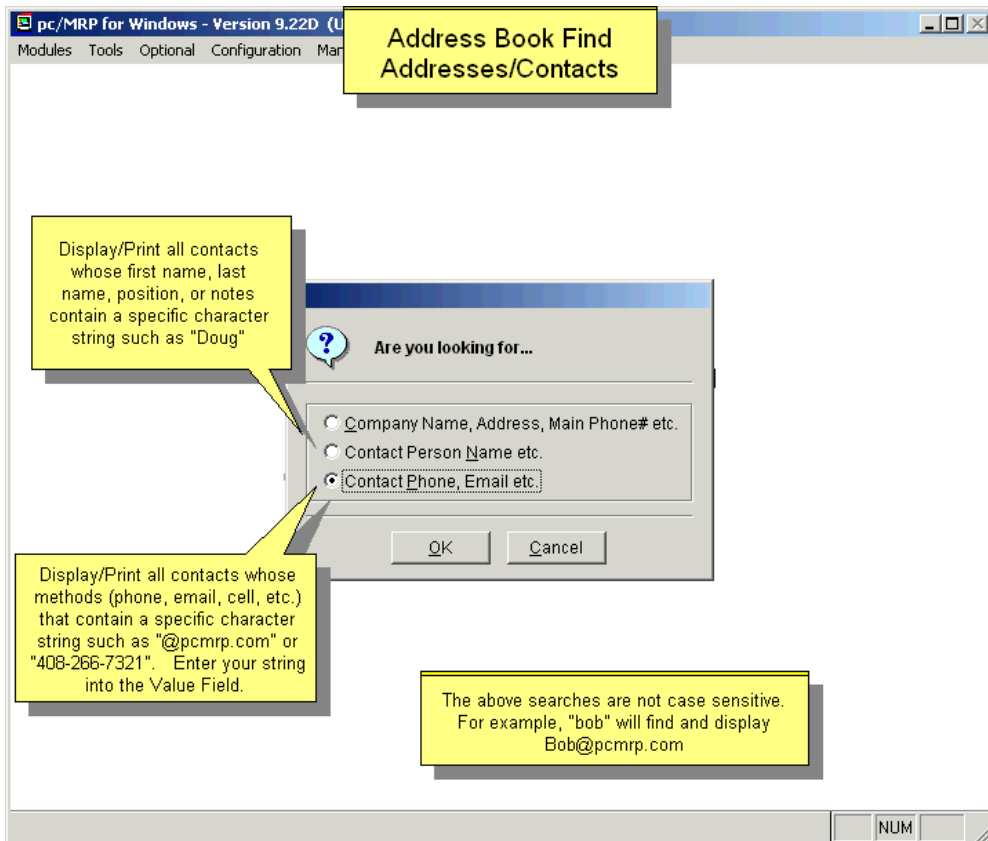 pc/MRP for Windows - Version 9.22D (U
Modules Tools Optional Configuration Man
Address Book Find
Addresses/Contacts
Display/Print all contacts
whose first name, last
name, position, or notes
contain a specific character
string such as "Doug"
Are you looking for...
Company Name, Address, Main Phone# etc.
Contact Person Name etc.
Contact Phone, Email etc.
OK Cancel
Display/Print all contacts whose
methods (phone, email, cell, etc.)
that contain a specific character
string such as "@pcmrp.com" or
"408-266-7321". Enter your string
into the Value Field.
The above searches are not case sensitive.
For example, "bob" will find and display
Bob@pcmrp.com
NUM